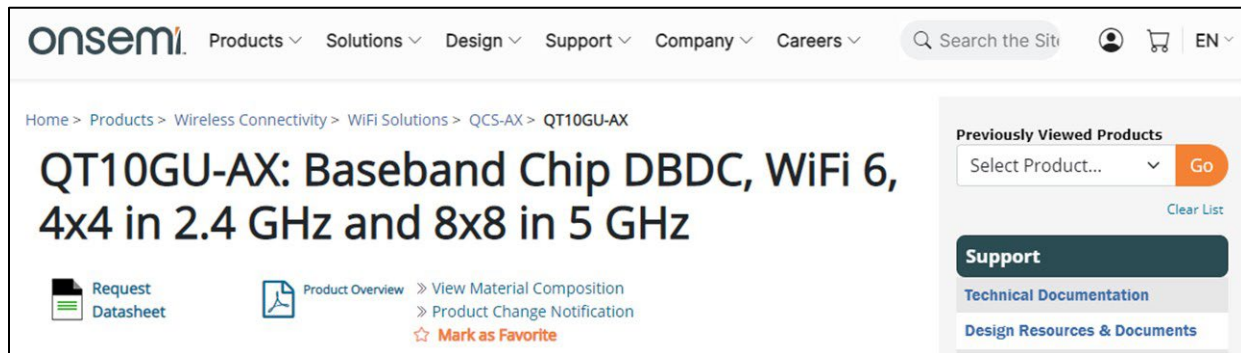 onsemi Products Solutions Design Support Company Careers Search the Sit EN
Home > Products > Wireless Connectivity > WiFi Solutions > QCS-AX > QT10GU-AX
QT10GU-AX: Baseband Chip DBDC, WiFi 6,
4x4 in 2.4 GHz and 8x8 in 5 GHz
Request
Datasheet
Product Overview
» View Material Composition
» Product Change Notification
☆ Mark as Favorite
Previously Viewed Products
Select Product... Go
Clear List
Support
Technical Documentation
Design Resources & Documents